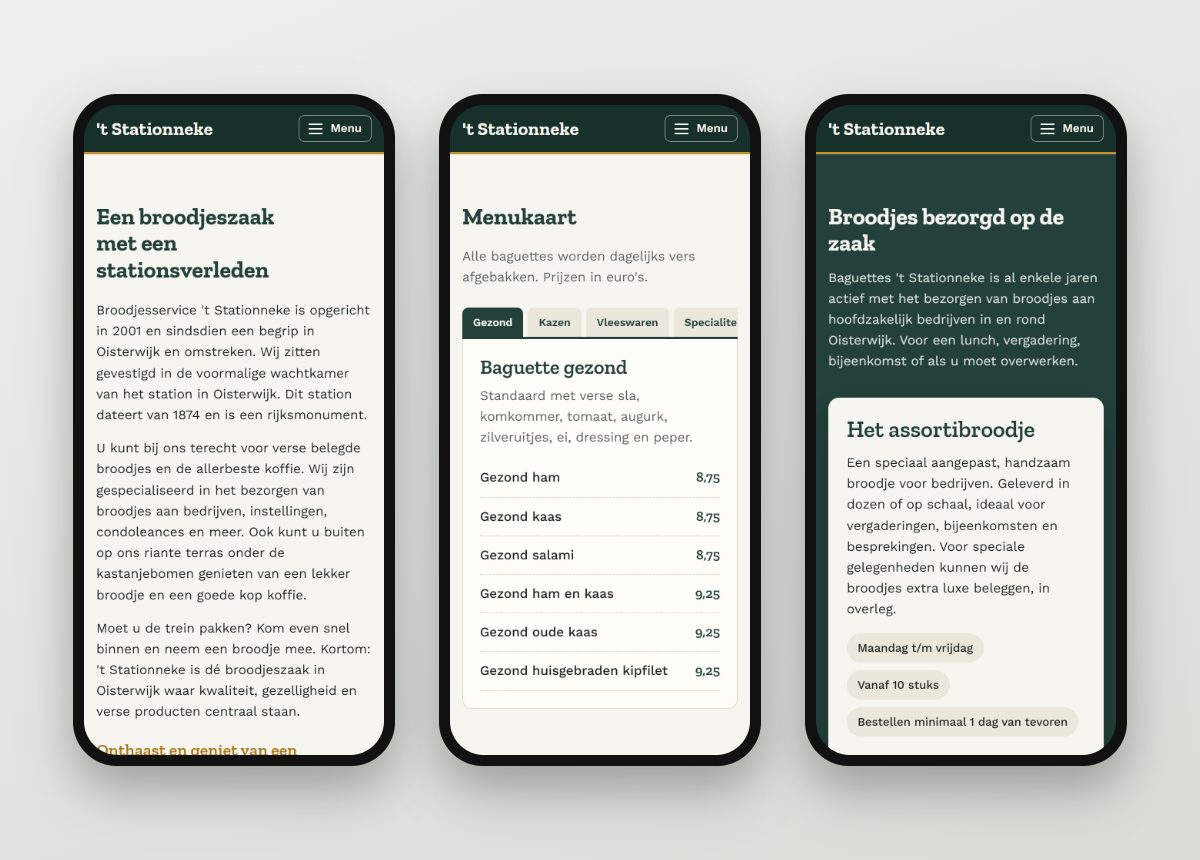 't Stationneke
Menu
Een broodjeszaak
met een
stationsverleden
Broodjesservice 't Stationneke is opgericht
in 2001 en sindsdien een begrip in
Oisterwijk en omstreken. Wij zitten
gevestigd in de voormalige wachtkamer
van het station in Oisterwijk. Dit station
dateert van 1874 en is een rijksmonument.
U kunt bij ons terecht voor verse belegde
broodjes en de allerbeste koffie. Wij zijn
gespecialiseerd in het bezorgen van
broodjes aan bedrijven, instellingen,
condoleances en meer. Ook kunt u buiten
op ons riante terras onder de
kastanjebomen genieten van een lekker
broodje en een goede kop koffie.
Moet u de trein pakken? Kom even snel
binnen en neem een broodje mee. Kortom:
't Stationneke is dé broodjeszaak in
Oisterwijk waar kwaliteit, gezelligheid en
verse producten centraal staan.
Onthaast en geniet van een
't Stationneke
Menu
Menukaart
Alle baguettes worden dagelijks vers
afgebakken. Prijzen in euro's.
Gezond
Kazen
Vleeswaren
Specialite
Baguette gezond
Standaard met verse sla,
komkommer, tomaat, augurk,
zilveruitjes, ei, dressing en peper.
Gezond ham 8,75
Gezond kaas 8,75
Gezond salami 8,75
Gezond ham en kaas 9,25
Gezond oude kaas 9,25
Gezond huisgebraden kipfilet 9,25
't Stationneke
Menu
Broodjes bezorgd op de
zaak
Baguettes 't Stationneke is al enkele jaren
actief met het bezorgen van broodjes aan
hoofdzakelijk bedrijven in en rond
Oisterwijk. Voor een lunch, vergadering,
bijeenkomst of als u moet overwerken.
Het assortibroodje
Een speciaal aangepast, handzaam
broodje voor bedrijven. Geleverd in
dozen of op schaal, ideaal voor
vergaderingen, bijeenkomsten en
besprekingen. Voor speciale
gelegenheden kunnen wij de
broodjes extra luxe beleggen, in
overleg.
Maandag t/m vrijdag
Vanaf 10 stuks
Bestellen minimaal 1 dag van tevoren